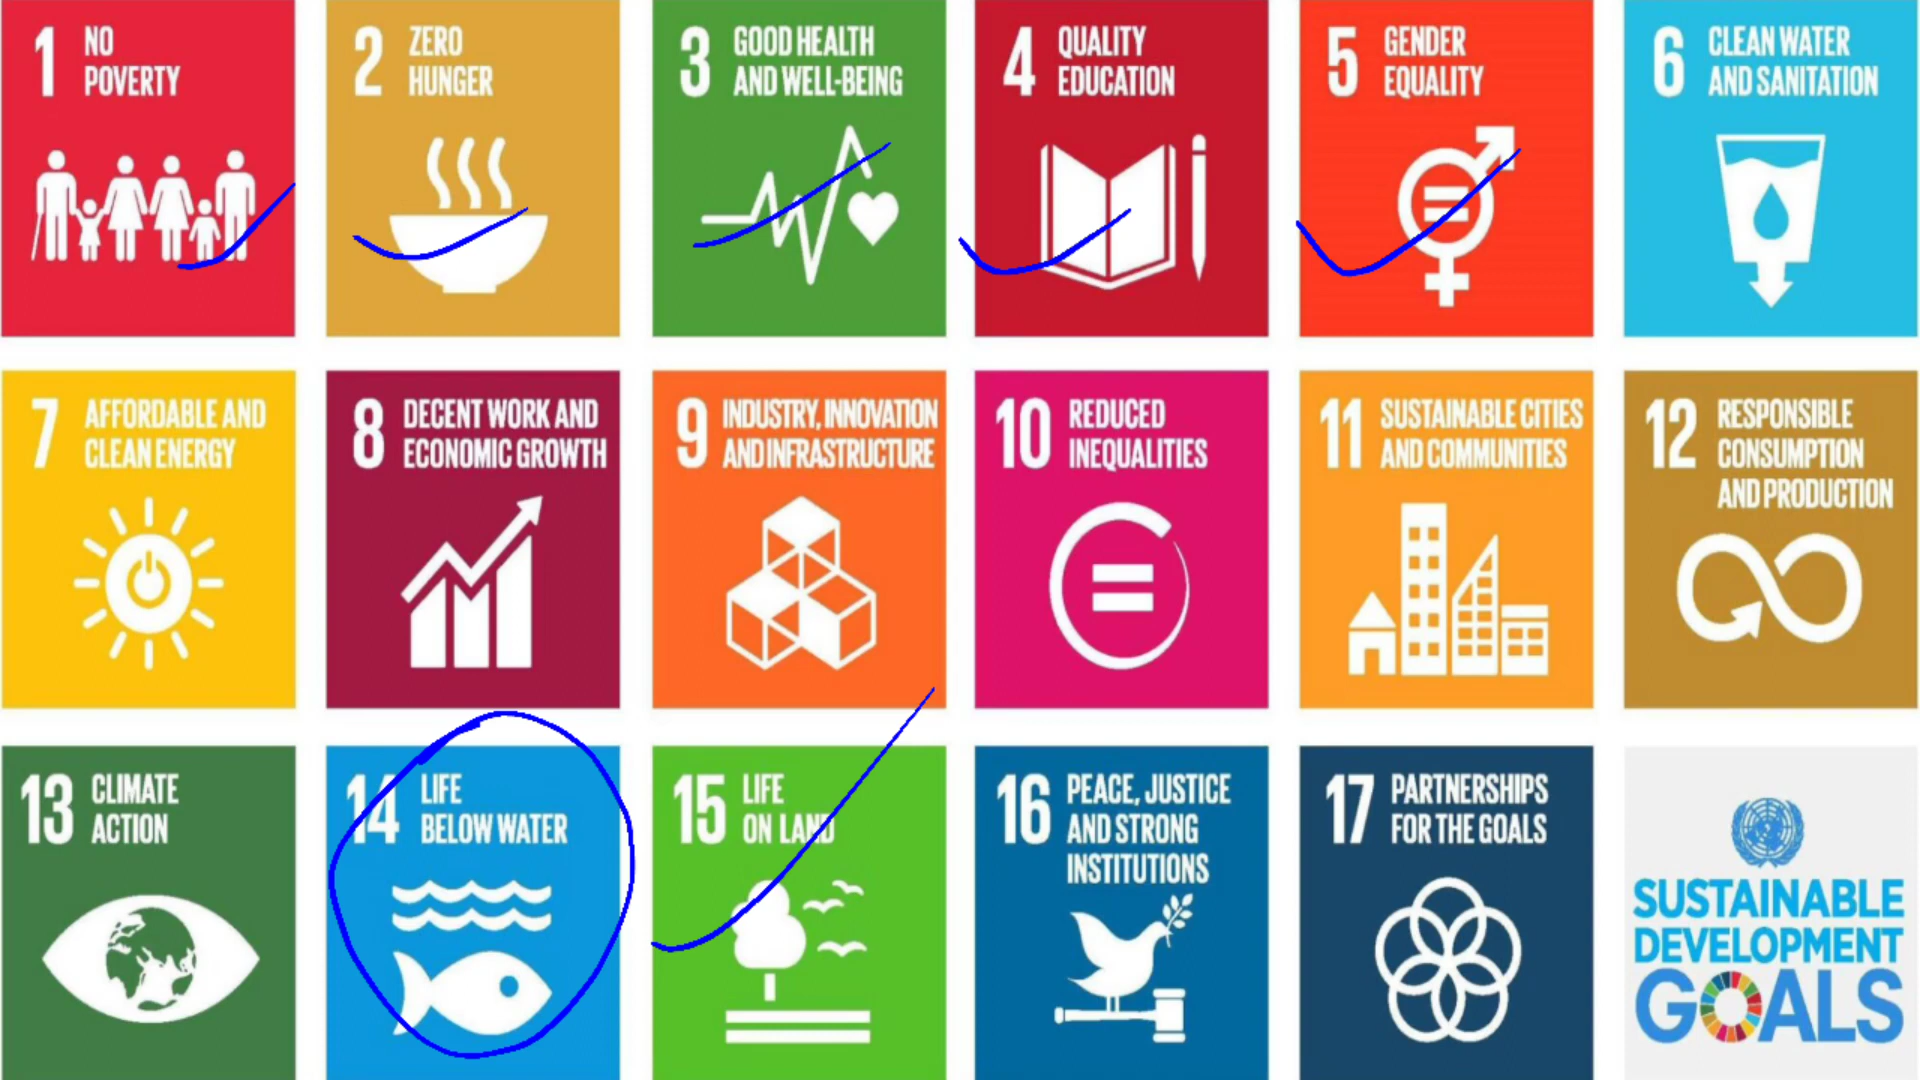 1 NO
POVERTY
2 ZERO
HUNGER
3 GOOD HEALTH
AND WELL-BEING
4 QUALITY
EDUCATION
5 GENDER
EQUALITY
6 CLEAN WATER
AND SANITATION
7 AFFORDABLE AND
CLEAN ENERGY
8 DECENT WORK AND
ECONOMIC GROWTH
9 INDUSTRY, INNOVATION
AND INFRASTRUCTURE
10 REDUCED
INEQUALITIES
11 SUSTAINABLE CITIES
AND COMMUNITIES
12 RESPONSIBLE
CONSUMPTION
AND PRODUCTION
13 CLIMATE
ACTION
14 LIFE
BELOW WATER
15 LIFE
ON LAND
16 PEACE, JUSTICE
AND STRONG
INSTITUTIONS
17 PARTNERSHIPS
FOR THE GOALS
SUSTAINABLE
DEVELOPMENT
GOALS